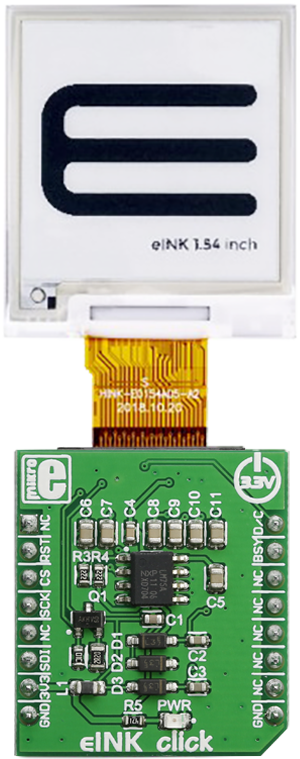 eINK 1.54 inch
S
HINK-E0154A05-A2
2018.10.20
mikro
e
3.3V
C6
C7
C4
C8
C9
C10
C11
NC
RST
CS
SCK
NC
SDI
3V3
GND
D/C
BSY
NC
NC
NC
NC
NC
GND
R3
R4
LM75A
C5
Q1
C1
D1
D2
D3
C2
C3
L1
R5
PWR
eINK click